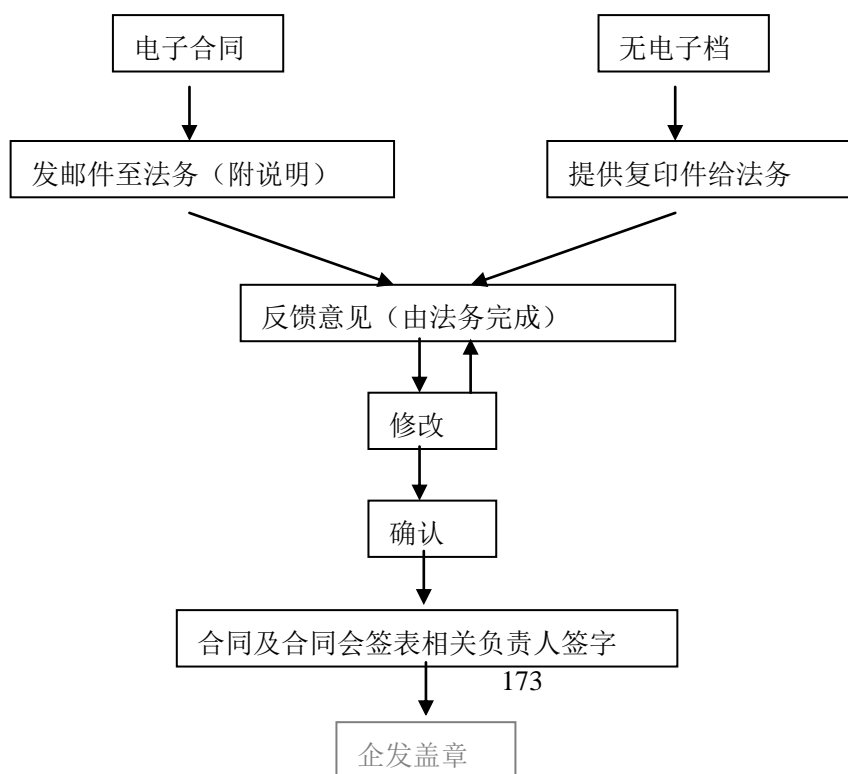 电子合同
无电子档
发邮件至法务（附说明）
提供复印件给法务
反馈意见（由法务完成）
修改
确认
合同及合同会签表相关负责人签字
173
企发盖章